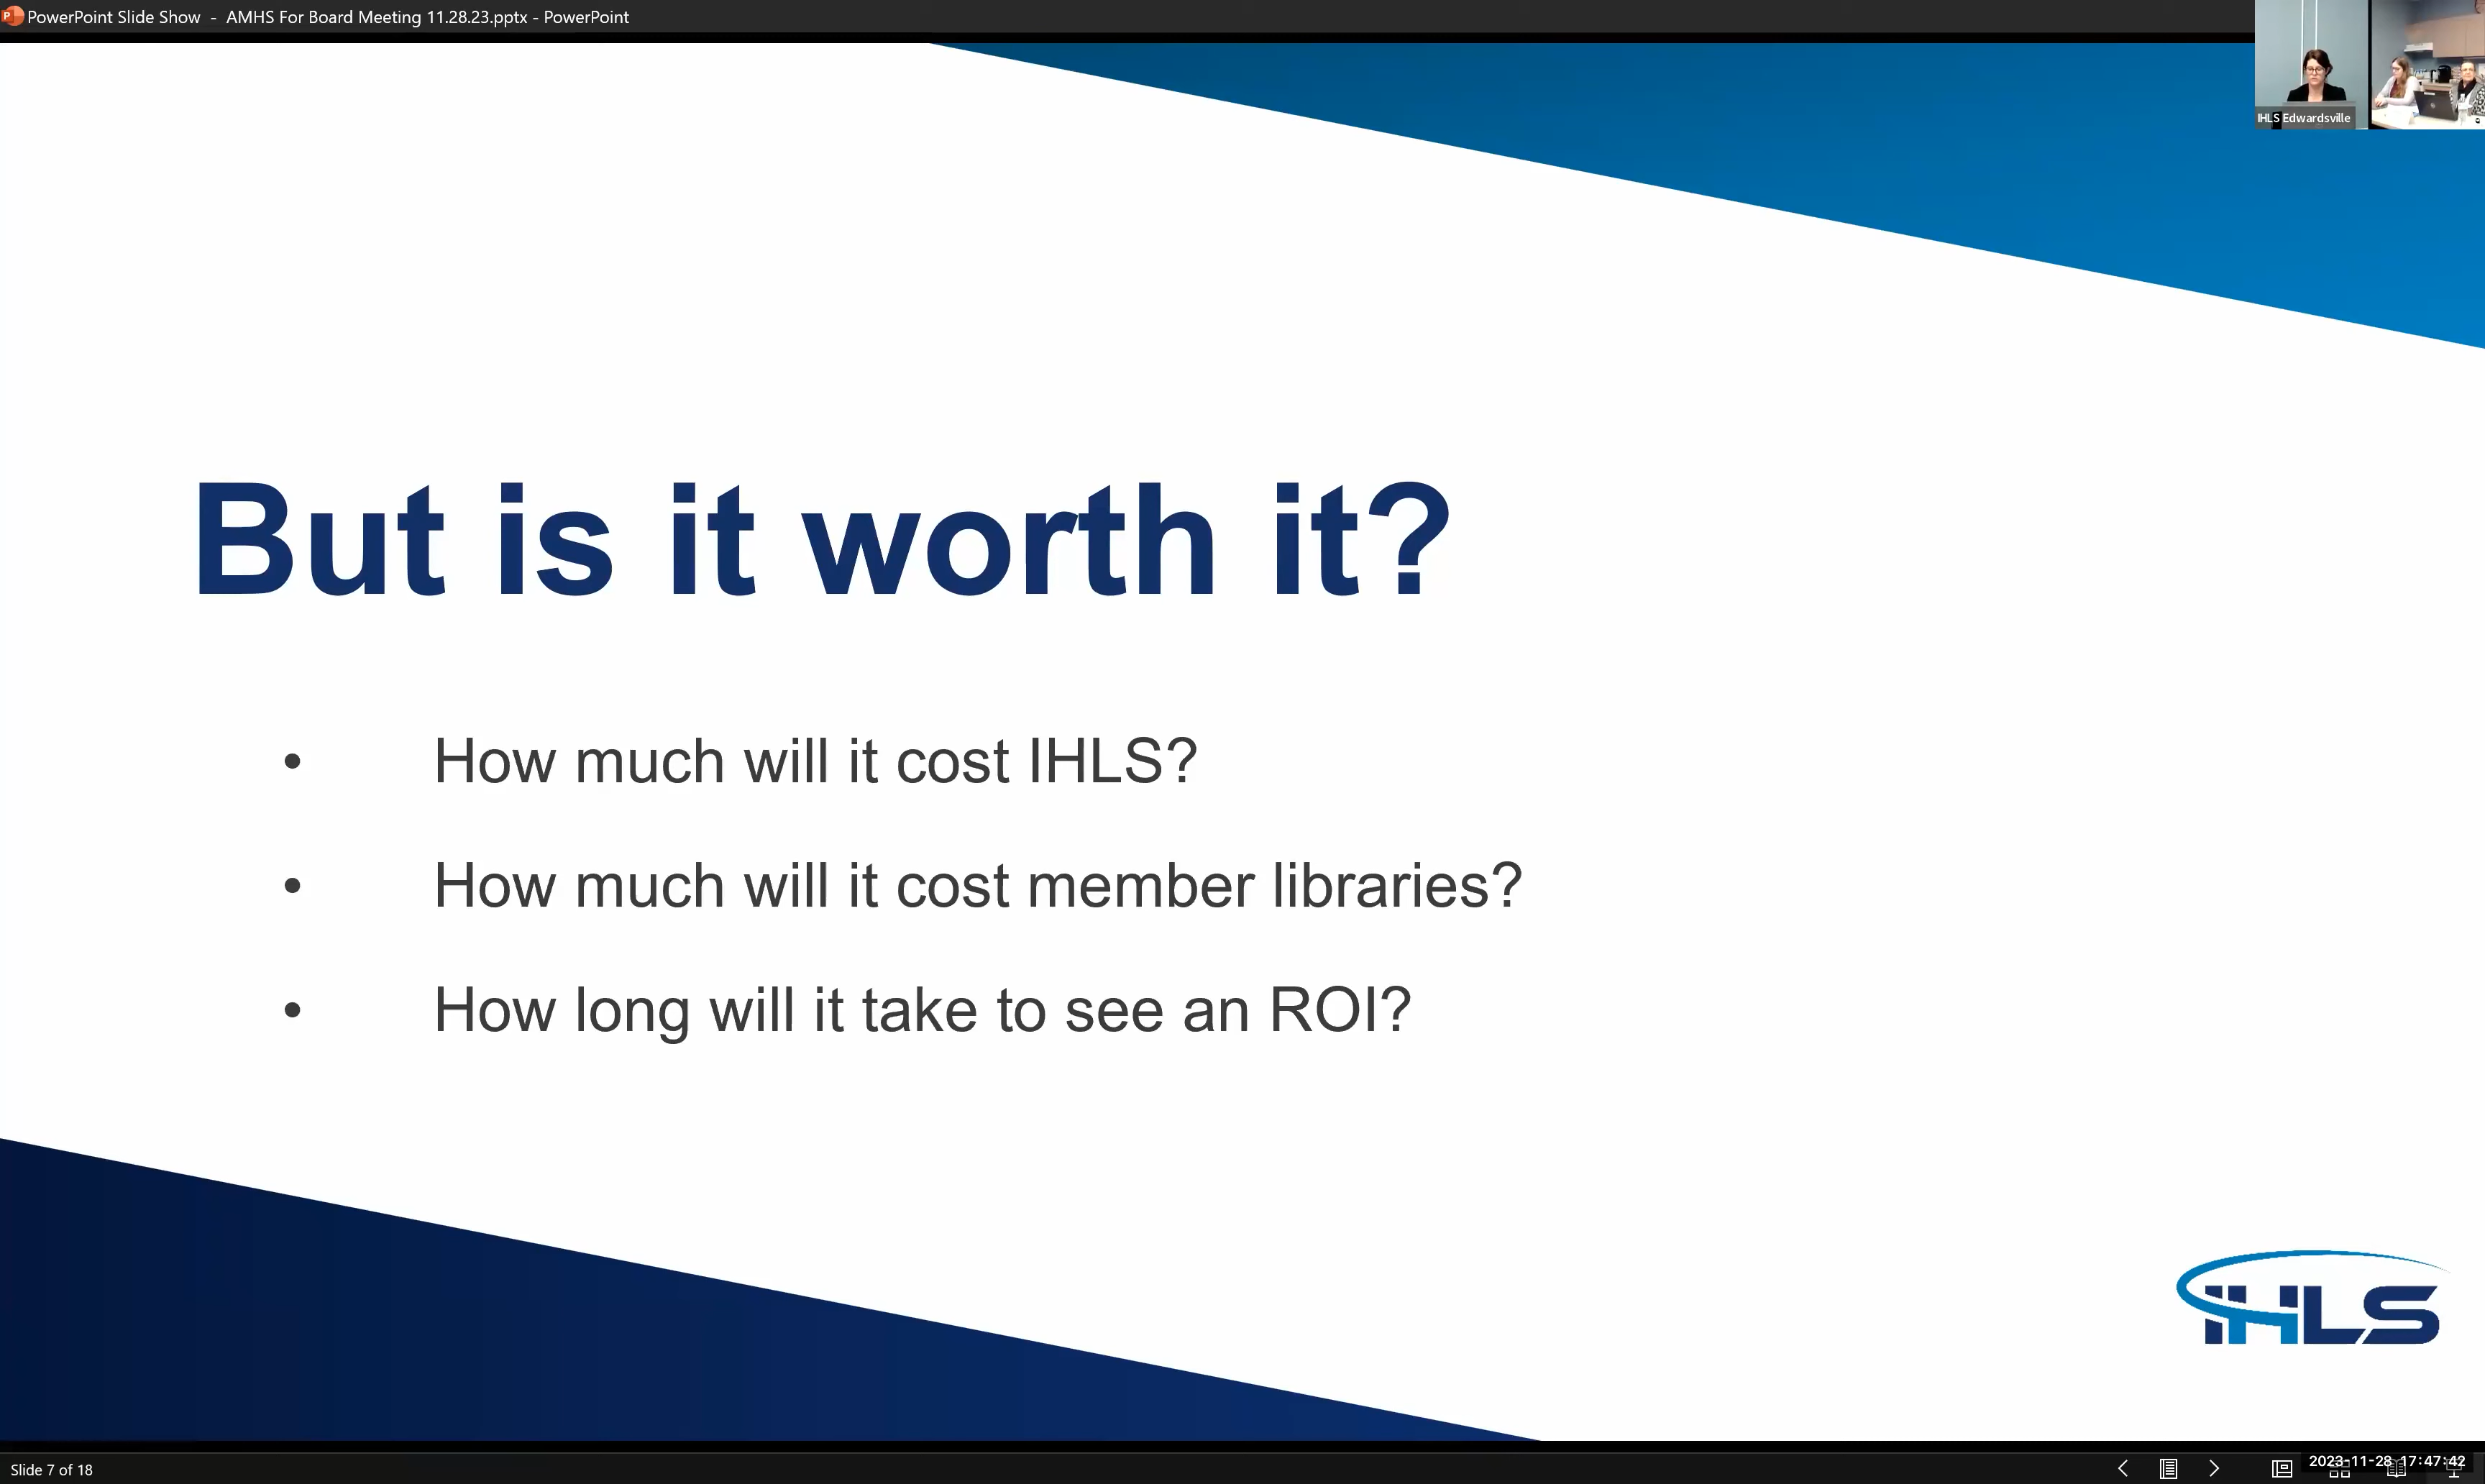 PowerPoint Slide Show - AMHS For Board Meeting 11.28.23.pptx - PowerPoint
IHLS Edwardsville
But is it worth it?
• How much will it cost IHLS?
• How much will it cost member libraries?
• How long will it take to see an ROI?
IHLS
Slide 7 of 18
2023-11-28 17:47:42